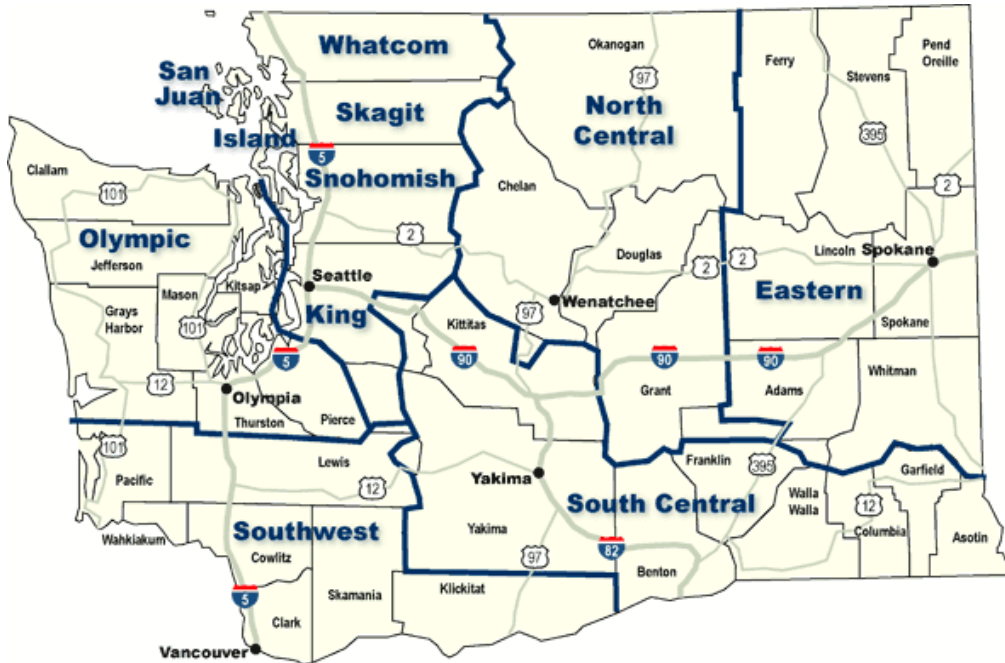 Whatcom
Okanogan
Pend
Oreille
San
Juan
97
Ferry
Stevens
Skagit
North
Central
395
Island
5
Clallam
101
Snohomish
Chelan
2
Olympic
Jefferson
2
Douglas
Lincoln
Spokane
2
2
Seattle
Kitsap
Mason
Eastern
Wenatchee
Grays
Harbor
King
97
Kittitas
Spokane
101
5
90
90
90
Whitman
12
Olympia
Grant
Adams
Thurston
Pierce
101
Lewis
Franklin
395
Garfield
Pacific
12
Yakima
South Central
Walla
Walla
12
Columbia
Wahkiakum
Southwest
Cowlitz
Yakima
97
82
Benton
Asotin
Skamania
Klickitat
5
Clark
Vancouver